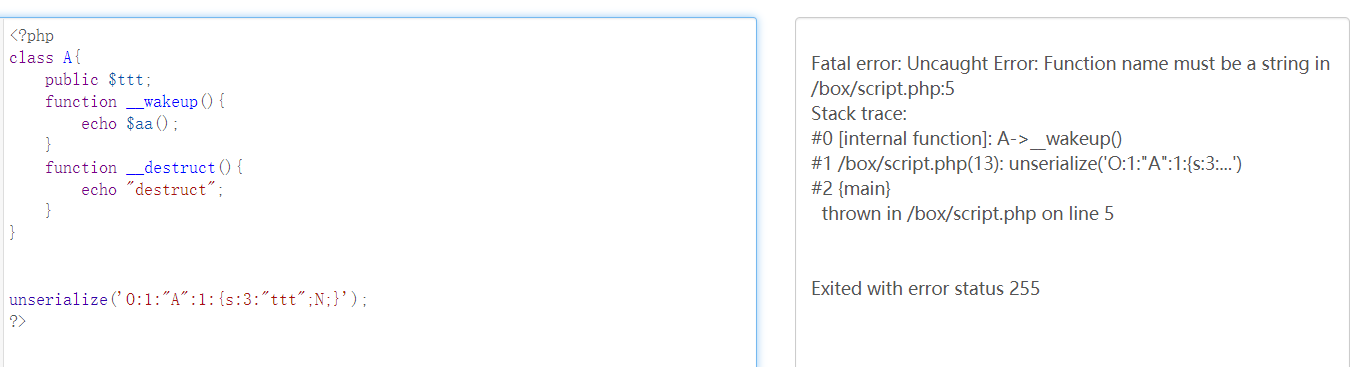 <?php
class A{
    public $ttt;
    function __wakeup(){
        echo $aa();
    }
    function __destruct(){
        echo "destruct";
    }
}
unserialize('O:1:"A":1:{s:3:"ttt";N;}');
?>
Fatal error: Uncaught Error: Function name must be a string in
/box/script.php:5
Stack trace:
#0 [internal function]: A->__wakeup()
#1 /box/script.php(13): unserialize('O:1:"A":1:{s:3:...')
#2 {main}
  thrown in /box/script.php on line 5
Exited with error status 255